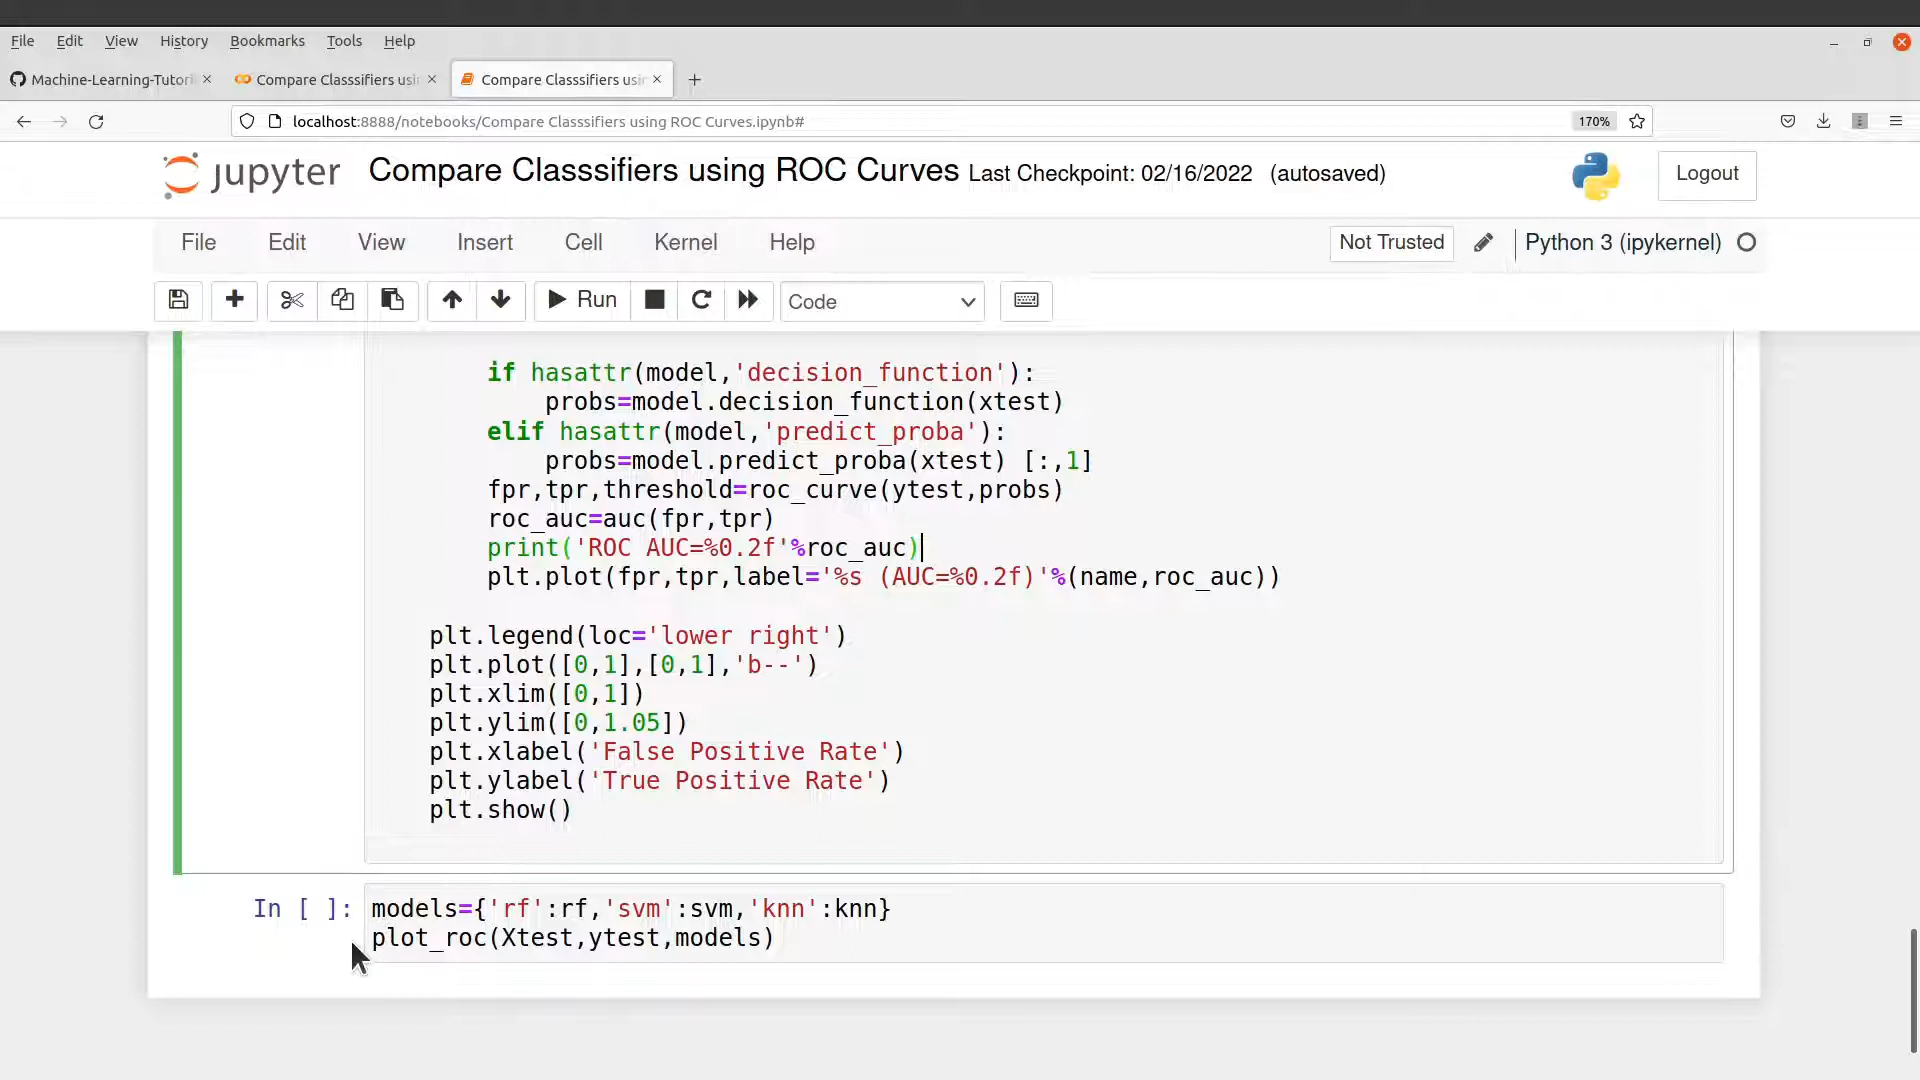 File Edit View History Bookmarks Tools Help
Machine-Learning-Tutori
Compare Classsifiers usin
Compare Classsifiers usin
localhost:8888/notebooks/Compare Classsifiers using ROC Curves.ipynb#
170%
jupyter Compare Classsifiers using ROC Curves Last Checkpoint: 02/16/2022 (autosaved)
Logout
File Edit View Insert Cell Kernel Help
Not Trusted
Python 3 (ipykernel)
Run
Code
if hasattr(model,'decision_function'):
probs=model.decision_function(xtest)
elif hasattr(model,'predict_proba'):
probs=model.predict_proba(xtest) [:,1]
fpr,tpr,threshold=roc_curve(ytest,probs)
roc_auc=auc(fpr,tpr)
print('ROC AUC=%0.2f'%roc_auc)
plt.plot(fpr,tpr,label='%s (AUC=%0.2f)'%(name,roc_auc))
plt.legend(loc='lower right')
plt.plot([0,1],[0,1],'b--')
plt.xlim([0,1])
plt.ylim([0,1.05])
plt.xlabel('False Positive Rate')
plt.ylabel('True Positive Rate')
plt.show()
In [ ]: models={'rf':rf,'svm':svm,'knn':knn}
plot_roc(Xtest,ytest,models)